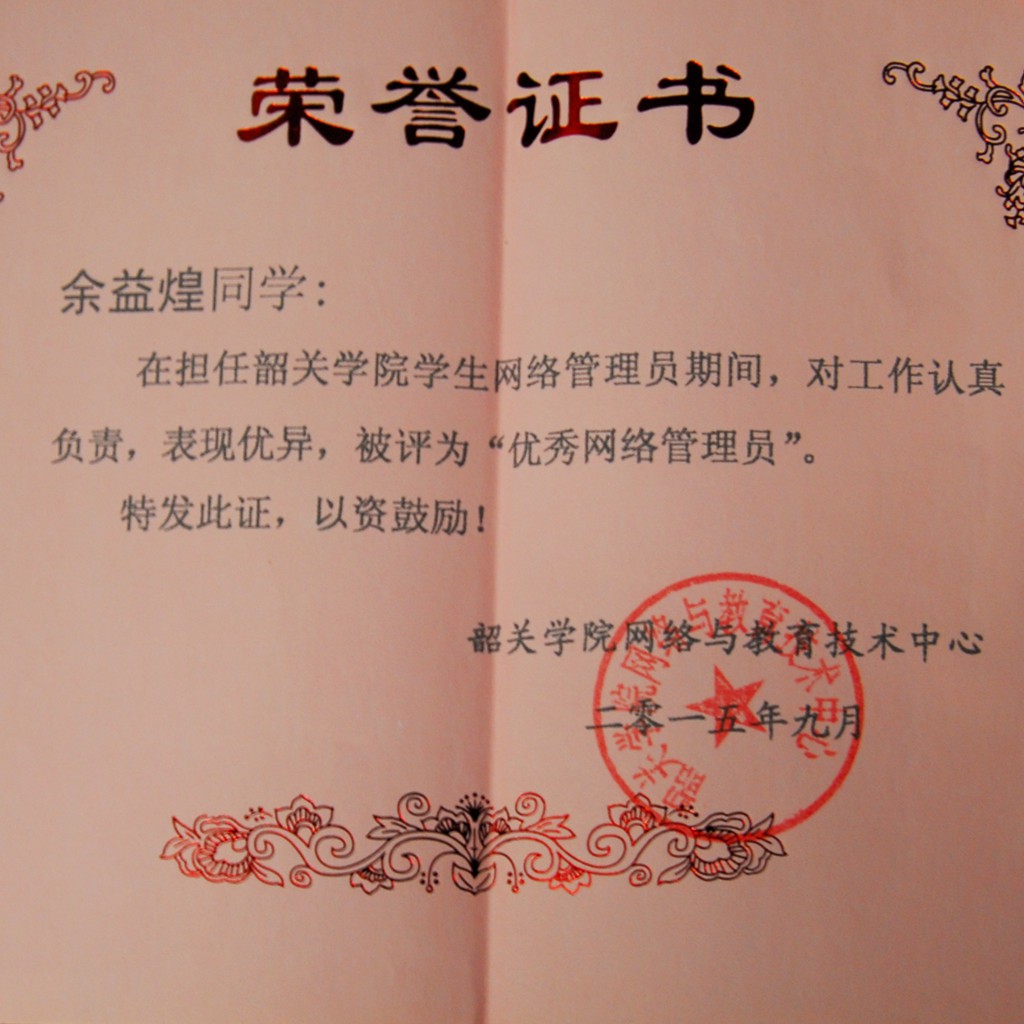 荣誉证书
余益煌同学：
在担任韶关学院学生网络管理员期间，对工作认真
负责，表现优异，被评为“优秀网络管理员”。
特发此证，以资鼓励！
韶关学院网络与教育技术中心
二零一五年九月
韶关学院网络与教育技术中心